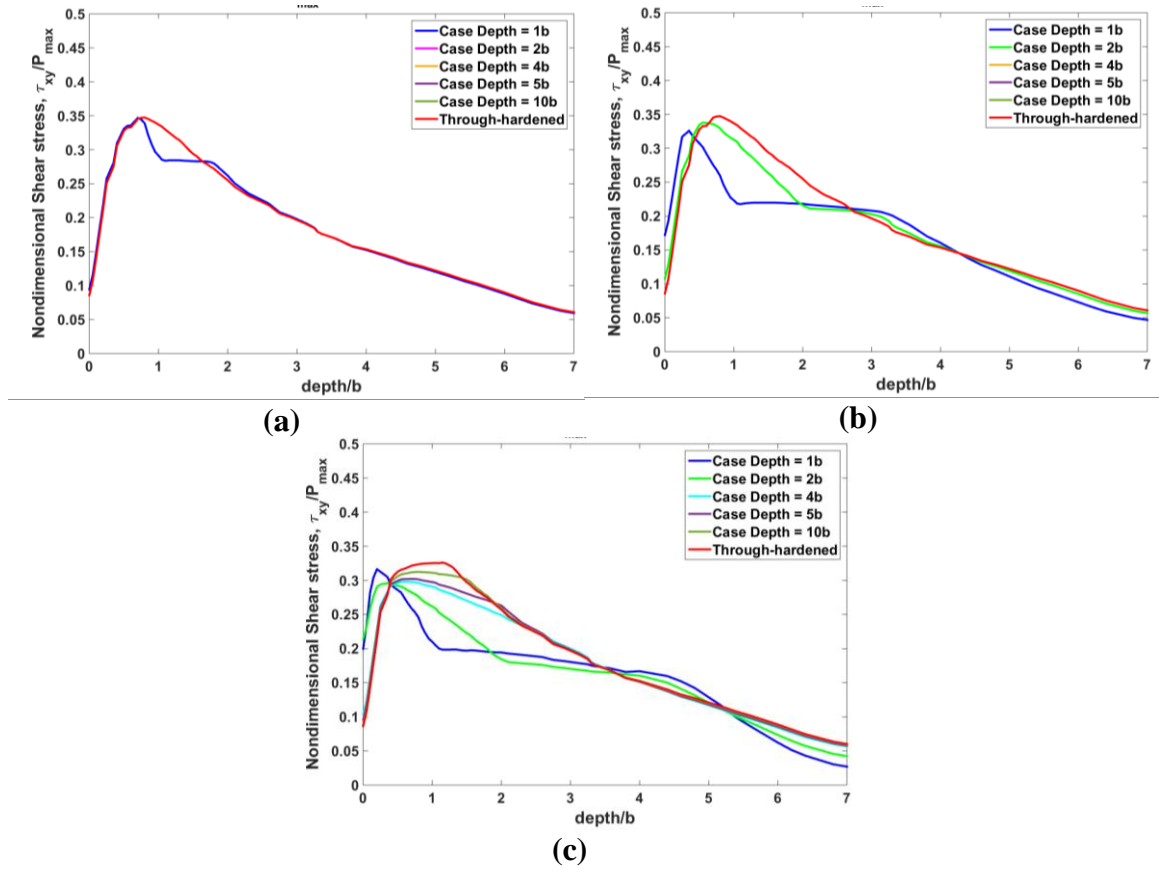 max
0.5
0.45
0.4
0.35
0.3
0.25
0.2
0.15
0.1
0.05
0
Nondimensional Shear stress, τxy/Pmax
Case Depth = 1b
Case Depth = 2b
Case Depth = 4b
Case Depth = 5b
Case Depth = 10b
Through-hardened
0 1 2 3 4 5 6 7
depth/b
(a)
0.5
0.45
0.4
0.35
0.3
0.25
0.2
0.15
0.1
0.05
0
Nondimensional Shear stress, τxy/Pmax
Case Depth = 1b
Case Depth = 2b
Case Depth = 4b
Case Depth = 5b
Case Depth = 10b
Through-hardened
0 1 2 3 4 5 6 7
depth/b
(b)
0.5
0.45
0.4
0.35
0.3
0.25
0.2
0.15
0.1
0.05
0
Nondimensional Shear stress, τxy/Pmax
Case Depth = 1b
Case Depth = 2b
Case Depth = 4b
Case Depth = 5b
Case Depth = 10b
Through-hardened
0 1 2 3 4 5 6 7
depth/b
(c)